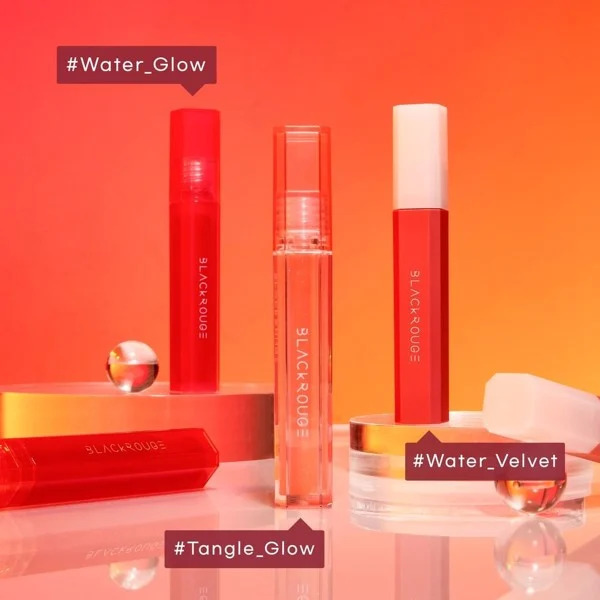 #Water_Glow
BLACKROUGE
BLACKROUGE
BLACKROUGE
BLACKROUGE
#Water_Velvet
#Tangle_Glow